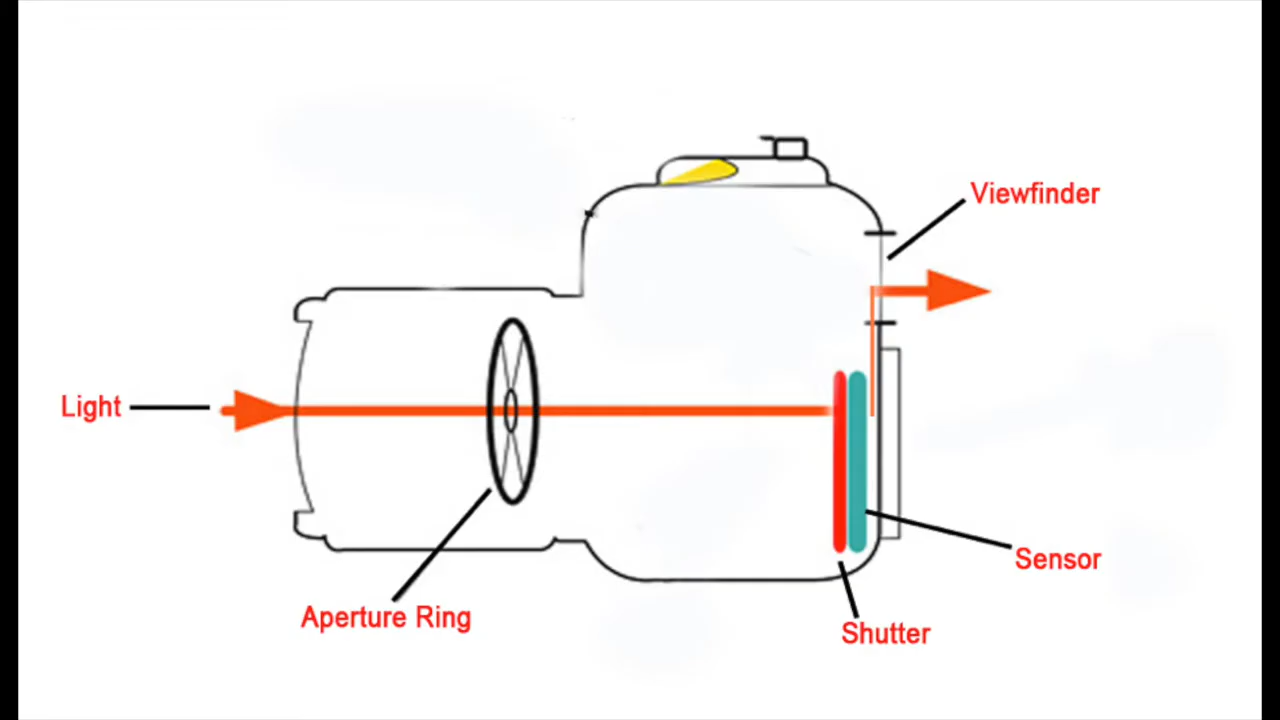 Viewfinder
Light
Sensor
Aperture Ring
Shutter